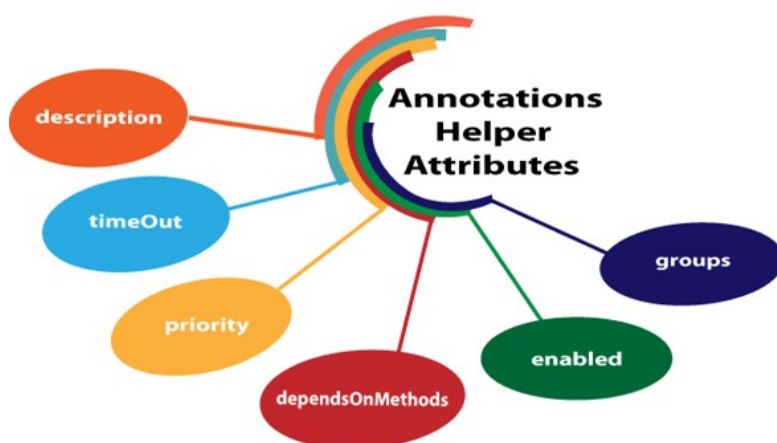 Annotations
Helper
Attributes
description
timeOut
priority
dependsOnMethods
enabled
groups